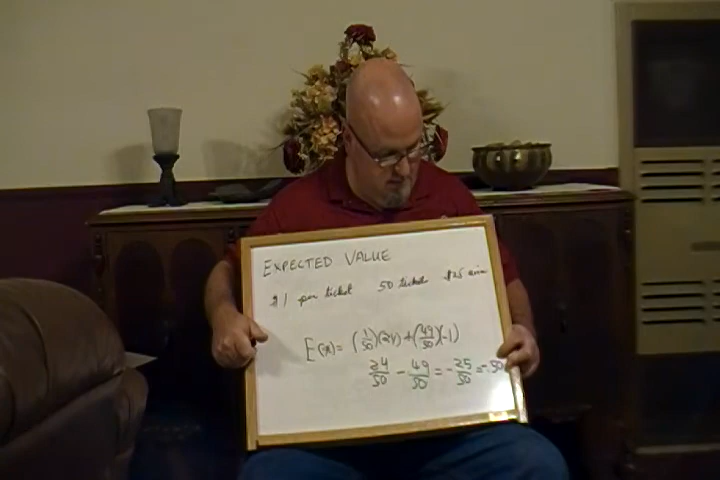 EXPECTED VALUE
$1 per ticket 50 tickets $25 win
E(x) = (1/50)(24) + (49/50)(-1)
24/50 - 49/50 = -25/50 = -.50